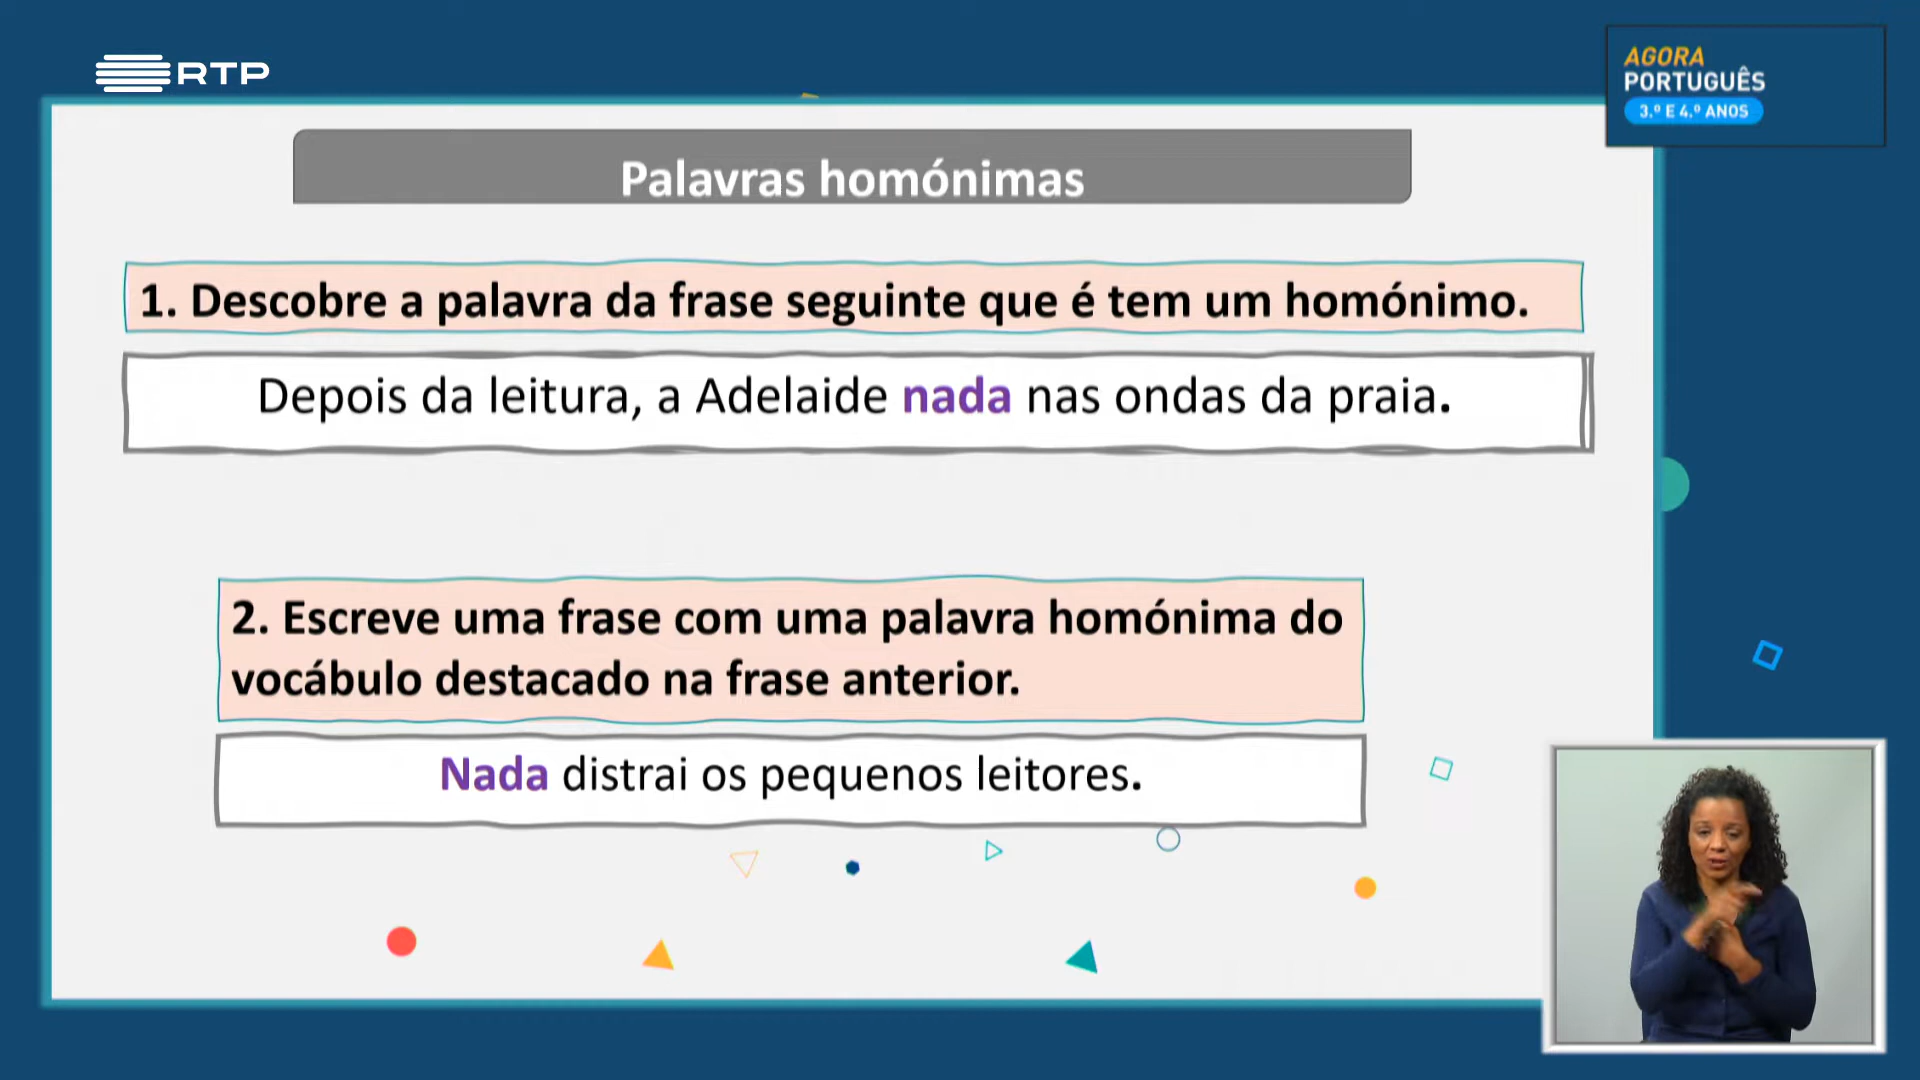 RTP
AGORA
PORTUGUÊS
3.º E 4.º ANOS
Palavras homónimas
1. Descobre a palavra da frase seguinte que é tem um homónimo.
Depois da leitura, a Adelaide nada nas ondas da praia.
2. Escreve uma frase com uma palavra homónima do
vocábulo destacado na frase anterior.
Nada distrai os pequenos leitores.